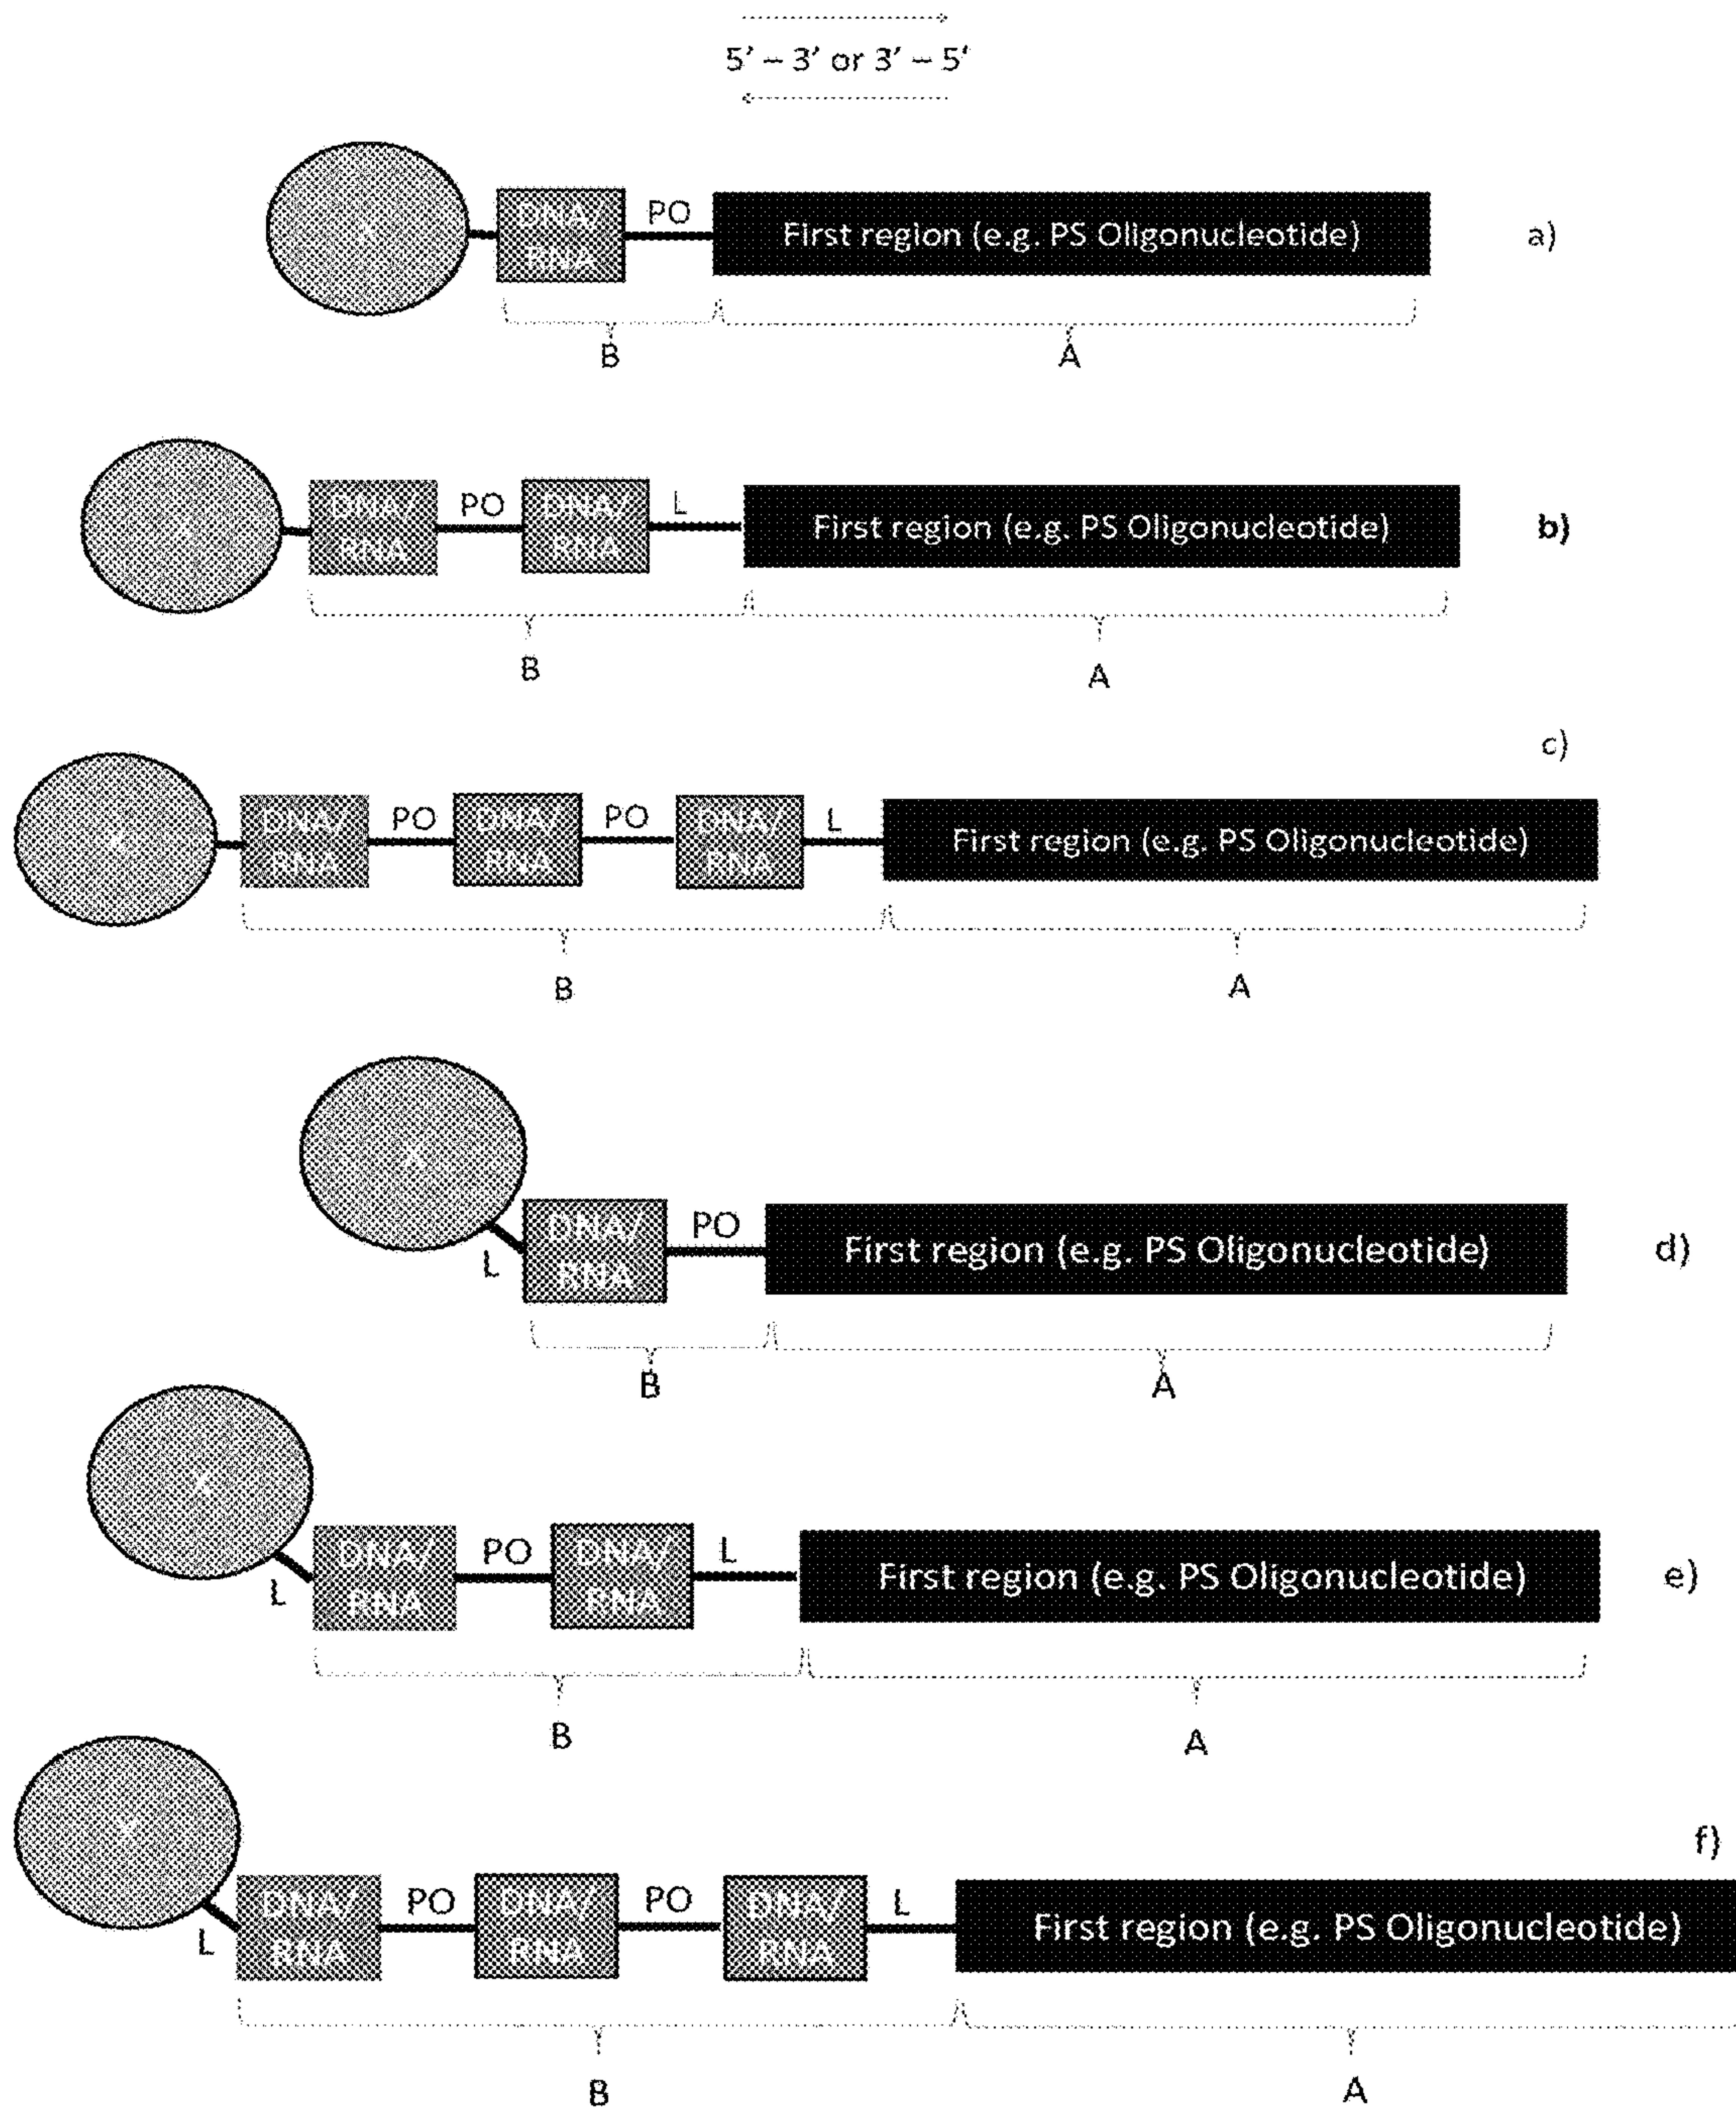 5' – 3' or 3' – 5'
X
DNA/
RNA
PO
First region (e.g. PS Oligonucleotide)
a)
B
A
X
DNA/
RNA
PO
DNA/
RNA
L
First region (e.g. PS Oligonucleotide)
b)
B
A
c)
X
DNA/
RNA
PO
DNA/
RNA
PO
DNA/
RNA
L
First region (e.g. PS Oligonucleotide)
B
A
X
L
DNA/
RNA
PO
First region (e.g. PS Oligonucleotide)
d)
B
A
X
L
DNA/
RNA
PO
DNA/
RNA
L
First region (e.g. PS Oligonucleotide)
e)
B
A
f)
X
L
DNA/
RNA
PO
DNA/
RNA
PO
DNA/
RNA
L
First region (e.g. PS Oligonucleotide)
B
A